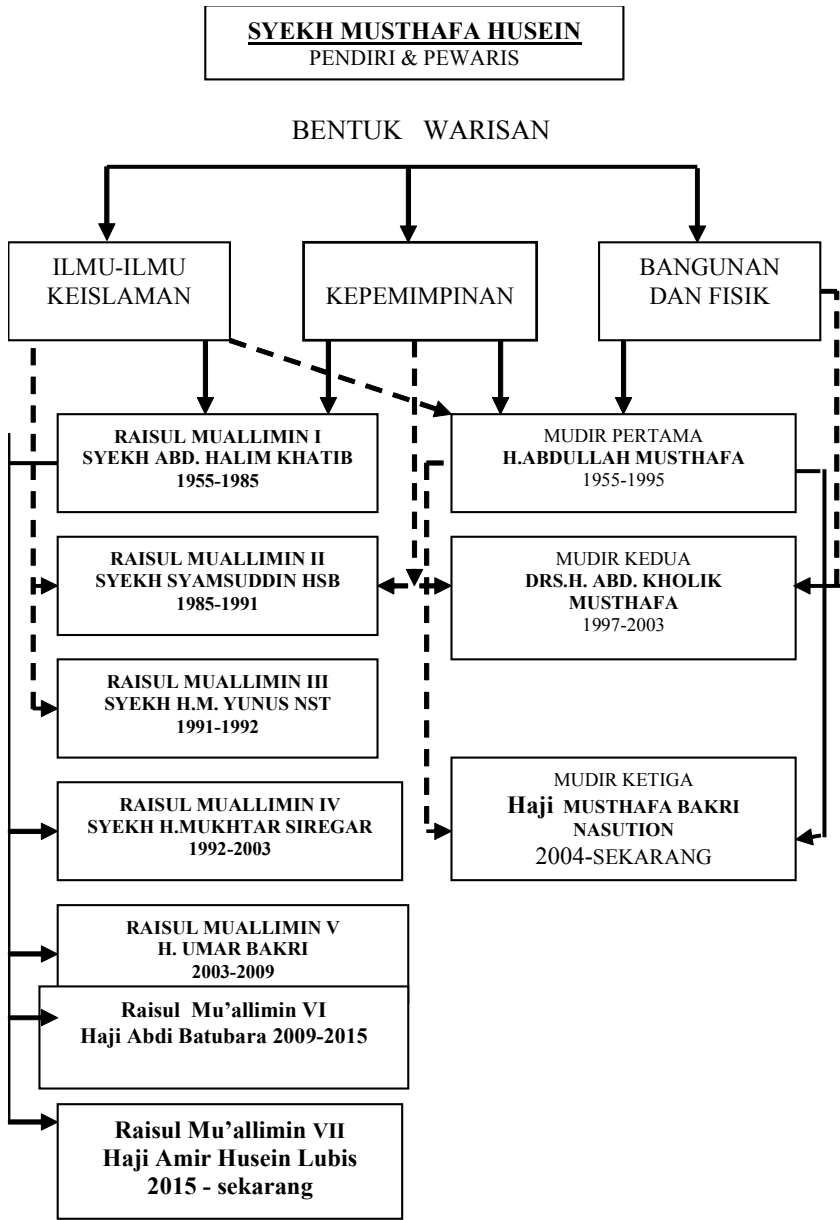 SYEKH MUSTHAFA HUSEIN
PENDIRI & PEWARIS
BENTUK WARISAN
ILMU-ILMU
KEISLAMAN
KEPEMIMPINAN
BANGUNAN
DAN FISIK
RAISUL MUALLIMIN I
SYEKH ABD. HALIM KHATIB
1955-1985
MUDIR PERTAMA
H.ABDULLAH MUSTHAFA
1955-1995
RAISUL MUALLIMIN II
SYEKH SYAMSUDDIN HSB
1985-1991
MUDIR KEDUA
DRS.H. ABD. KHOLIK
MUSTHAFA
1997-2003
RAISUL MUALLIMIN III
SYEKH H.M. YUNUS NST
1991-1992
RAISUL MUALLIMIN IV
SYEKH H.MUKHTAR SIREGAR
1992-2003
MUDIR KETIGA
Haji MUSTHAFA BAKRI
NASUTION
2004-SEKARANG
RAISUL MUALLIMIN V
H. UMAR BAKRI
2003-2009
Raisul Mu’allimin VI
Haji Abdi Batubara 2009-2015
Raisul Mu’allimin VII
Haji Amir Husein Lubis
2015 - sekarang